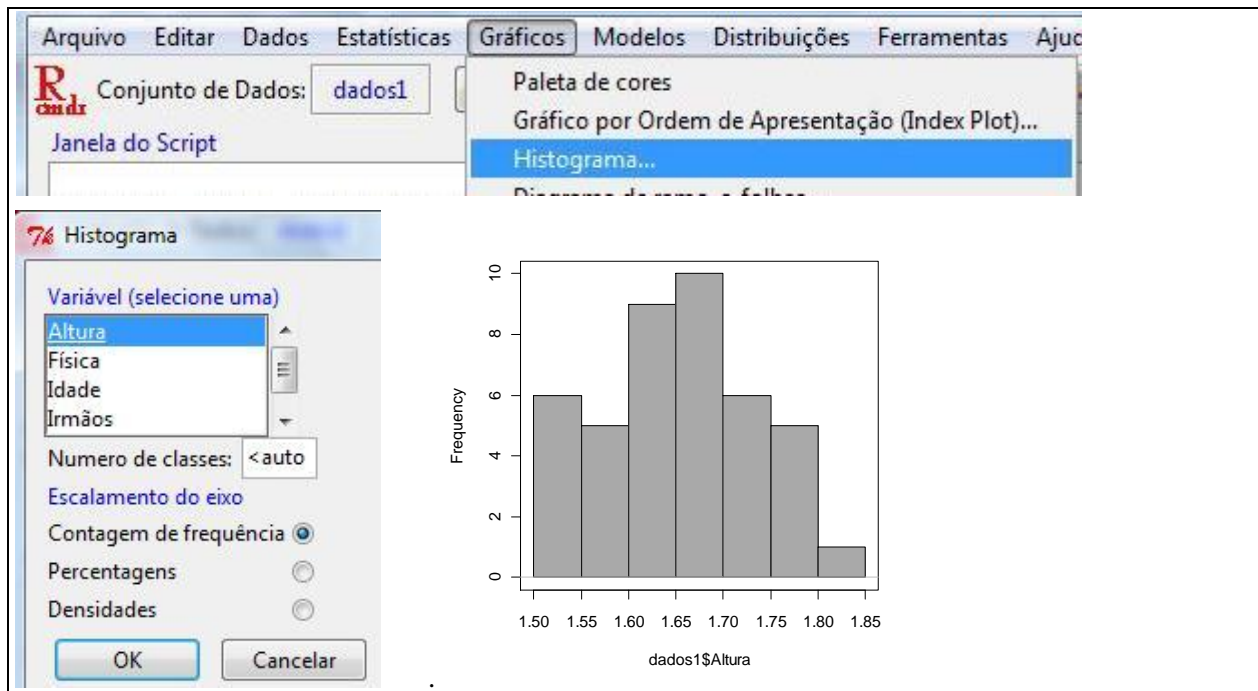 Arquivo Editar Dados Estatísticas Gráficos Modelos Distribuições Ferramentas Ajuc
R cmdr Conjunto de Dados: dados1
Janela do Script
Paleta de cores
Gráfico por Ordem de Apresentação (Index Plot)...
Histograma...
Histograma
Variável (selecione uma)
Altura
Física
Idade
Irmãos
Numero de classes: <auto
Escalamento do eixo
Contagem de frequência
Percentagens
Densidades
OK Cancelar
Frequency
10
8
6
4
2
0
1.50 1.55 1.60 1.65 1.70 1.75 1.80 1.85
dados1$Altura
.